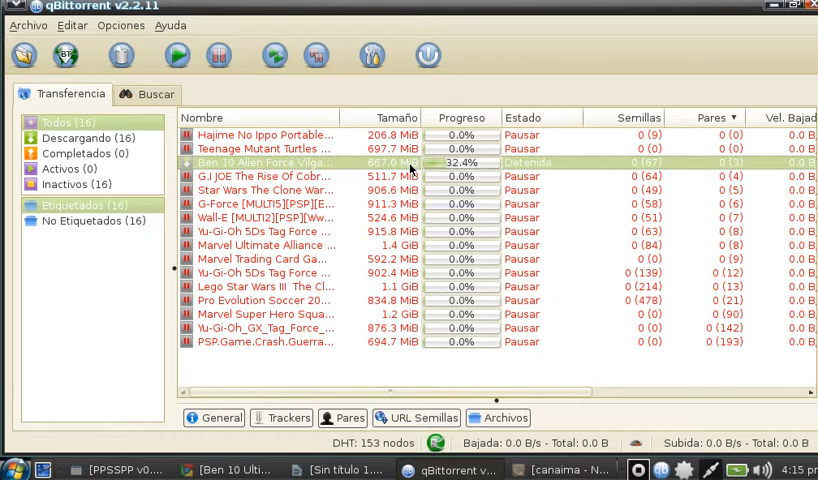 qBittorrent v2.2.11
Archivo Editar Opciones Ayuda
Transferencia Buscar
Nombre Tamaño Progreso Estado Semillas Pares Vel. Bajad
Todos (16)
Descargando (16)
Completados (0)
Activos (0)
Inactivos (16)
Etiquetados (16)
No Etiquetados (16)
Hajime No Ippo Portable... 206.8 MiB 0.0% Pausar 0 (9) 0 (0) 0.0 B
Teenage Mutant Turtles ... 697.7 MiB 0.0% Pausar 0 (0) 0 (0) 0.0 B
Ben 10 Alien Force Vilga... 667.0 MiB 32.4% Detenida 0 (67) 0 (3) 0.0 B
G.I JOE The Rise Of Cobr... 511.7 MiB 0.0% Pausar 0 (64) 0 (4) 0.0 B
Star Wars The Clone War... 906.6 MiB 0.0% Pausar 0 (49) 0 (5) 0.0 B
G-Force [MULTI5][PSP][E... 911.3 MiB 0.0% Pausar 0 (58) 0 (6) 0.0 B
Wall-E [MULTI2][PSP][Ww... 524.6 MiB 0.0% Pausar 0 (51) 0 (7) 0.0 B
Yu-Gi-Oh 5Ds Tag Force ... 915.8 MiB 0.0% Pausar 0 (63) 0 (8) 0.0 B
Marvel Ultimate Alliance ... 1.4 GiB 0.0% Pausar 0 (84) 0 (8) 0.0 B
Marvel Trading Card Ga... 592.2 MiB 0.0% Pausar 0 (0) 0 (9) 0.0 B
Yu-Gi-Oh 5Ds Tag Force ... 902.4 MiB 0.0% Pausar 0 (139) 0 (12) 0.0 B
Lego Star Wars III The Cl... 1.1 GiB 0.0% Pausar 0 (214) 0 (13) 0.0 B
Pro Evolution Soccer 20... 834.8 MiB 0.0% Pausar 0 (478) 0 (21) 0.0 B
Marvel Super Hero Squa... 1.2 GiB 0.0% Pausar 0 (0) 0 (90) 0.0 B
Yu-Gi-Oh_GX_Tag_Force_... 876.3 MiB 0.0% Pausar 0 (0) 0 (142) 0.0 B
PSP.Game.Crash.Guerra... 694.7 MiB 0.0% Pausar 0 (0) 0 (193) 0.0 B
General Trackers Pares URL Semillas Archivos
DHT: 153 nodos Bajada: 0.0 B/s - Total: 0.0 B Subida: 0.0 B/s - Total: 0.0 B
[PPSSPP v0.... [Ben 10 Ulti... [Sin título 1.... qBittorrent v... [canaima - N... 4:15 pm